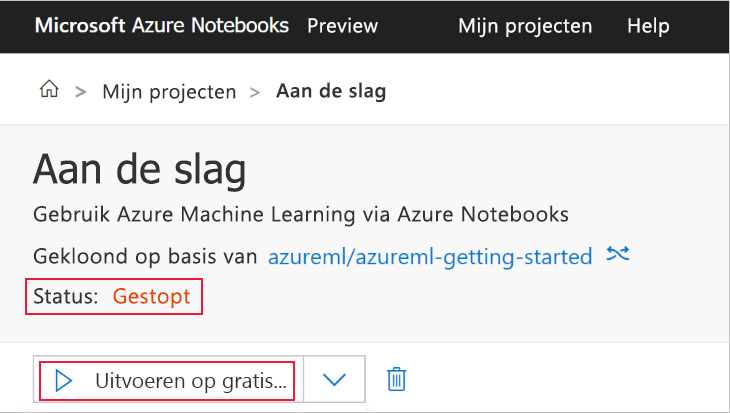 Microsoft Azure Notebooks Preview Mijn projecten Help
> Mijn projecten > Aan de slag
Aan de slag
Gebruik Azure Machine Learning via Azure Notebooks
Gekloond op basis van azureml/azureml-getting-started
Status: Gestopt
Uitvoeren op gratis...